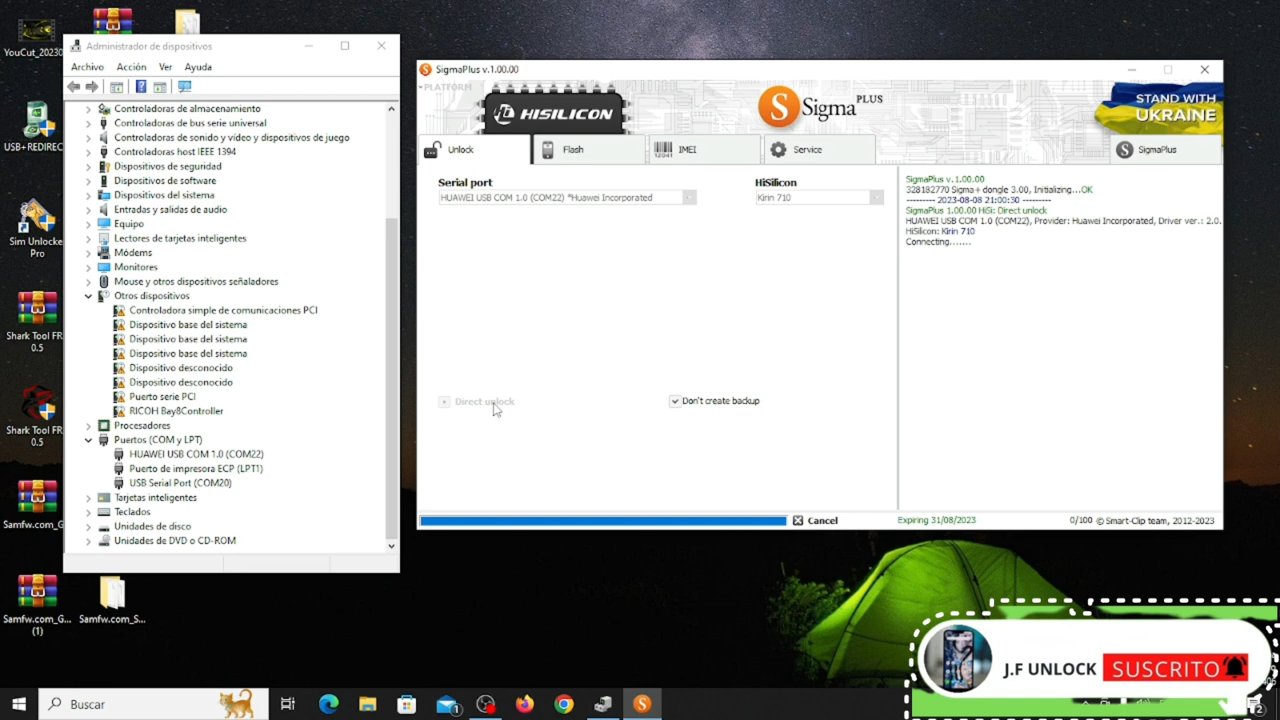 YouCut_20230
USB+REDIREC
Sim Unlocke
Pro
Shark Tool FR
0.5
Shark Tool FR
0.5
Samfw.com_G
Samfw.com_G...
(1)
Samfw.com_S...
Administrador de dispositivos
Archivo Acción Ver Ayuda
Controladoras de almacenamiento
Controladoras de bus serie universal
Controladoras de sonido y vídeo y dispositivos de juego
Controladoras host IEEE 1394
Dispositivos de seguridad
Dispositivos de software
Dispositivos del sistema
Entradas y salidas de audio
Equipo
Lectores de tarjetas inteligentes
Módems
Monitores
Mouse y otros dispositivos señaladores
Otros dispositivos
Controladora simple de comunicaciones PCI
Dispositivo base del sistema
Dispositivo base del sistema
Dispositivo base del sistema
Dispositivo desconocido
Dispositivo desconocido
Puerto serie PCI
RICOH Bay8Controller
Procesadores
Puertos (COM y LPT)
HUAWEI USB COM 1.0 (COM22)
Puerto de impresora ECP (LPT1)
USB Serial Port (COM20)
Tarjetas inteligentes
Teclados
Unidades de disco
Unidades de DVD o CD-ROM
SigmaPlus v.1.00.00
PLATFORM
HISILICON
S Sigma PLUS
STAND WITH
UKRAINE
Unlock Flash IMEI Service SigmaPlus
12041
Serial port HiSilicon
HUAWEI USB COM 1.0 (COM22) *Huawei Incorporated Kirin 710
Direct unlock Don't create backup
SigmaPlus v.1.00.00
328182770 Sigma+ dongle 3.00, Initializing...OK
--------- 2023-08-08 21:00:30 ---------
SigmaPlus 1.00.00 HiSi: Direct unlock
HUAWEI USB COM 1.0 (COM22), Provider: Huawei Incorporated, Driver ver.: 2.0.
HiSilicon: Kirin 710
Connecting.......
Cancel Expiring 31/08/2023 0/100 © Smart-Clip team, 2012-2023
J.F UNLOCK SUSCRITO
Buscar
1
2